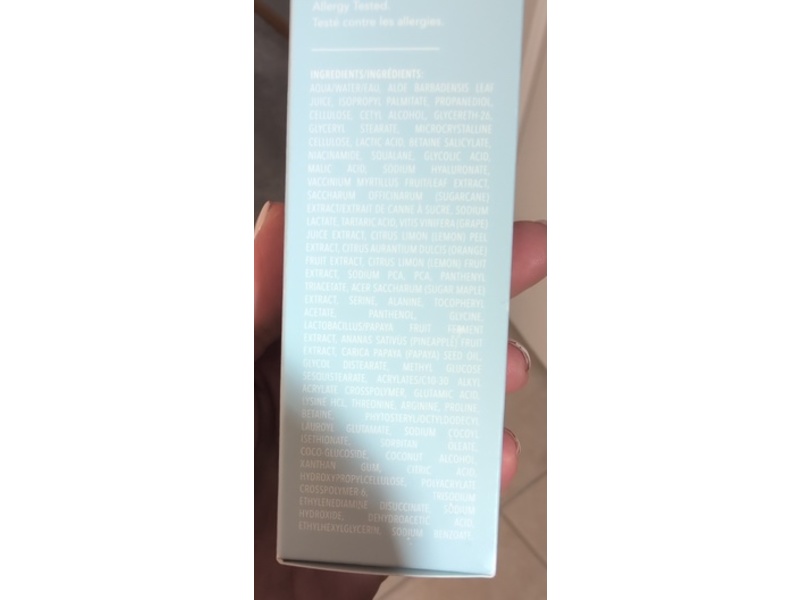 Allergy Tested.
Testé contre les allergies.
INGREDIENTS/INGRÉDIENTS:
AQUA/WATER/EAU, ALOE BARBADENSIS LEAF
JUICE, ISOPROPYL PALMITATE, PROPANEDIOL,
CELLULOSE, CETYL ALCOHOL, GLYCERETH-26,
GLYCERYL STEARATE, MICROCRYSTALLINE
CELLULOSE, LACTIC ACID, BETAINE SALICYLATE,
NIACINAMIDE, SQUALANE, GLYCOLIC ACID,
MALIC ACID, SODIUM HYALURONATE,
VACCINIUM MYRTILLUS FRUIT/LEAF EXTRACT,
SACCHARUM OFFICINARUM (SUGARCANE)
EXTRACT/EXTRAIT DE CANNE À SUCRE, SODIUM
LACTATE, TARTARIC ACID, VITIS VINIFERA (GRAPE)
JUICE EXTRACT, CITRUS LIMON (LEMON) PEEL
EXTRACT, CITRUS AURANTIUM DULCIS (ORANGE)
FRUIT EXTRACT, CITRUS LIMON (LEMON) FRUIT
EXTRACT, SODIUM PCA, PCA, PANTHENYL
TRIACETATE, ACER SACCHARUM (SUGAR MAPLE)
EXTRACT, SERINE, ALANINE, TOCOPHERYL
ACETATE, PANTHENOL, GLYCINE,
LACTOBACILLUS/PAPAYA FRUIT FERMENT
EXTRACT, ANANAS SATIVUS (PINEAPPLE) FRUIT
EXTRACT, CARICA PAPAYA (PAPAYA) SEED OIL,
GLYCOL DISTEARATE, METHYL GLUCOSE
SESQUISTEARATE, ACRYLATES/C10-30 ALKYL
ACRYLATE CROSSPOLYMER, GLUTAMIC ACID,
LYSINE HCL, THREONINE, ARGININE, PROLINE,
BETAINE, PHYTOSTERYL/OCTYLDODECYL
LAUROYL GLUTAMATE, SODIUM COCOYL
ISETHIONATE, SORBITAN OLEATE,
COCO-GLUCOSIDE, COCONUT ALCOHOL,
XANTHAN GUM, CITRIC ACID,
HYDROXYPROPYLCELLULOSE, POLYACRYLATE
CROSSPOLYMER-6, TRISODIUM
ETHYLENEDIAMINE DISUCCINATE, SODIUM
HYDROXIDE, DEHYDROACETIC ACID,
ETHYLHEXYLGLYCERIN, SODIUM BENZOATE.